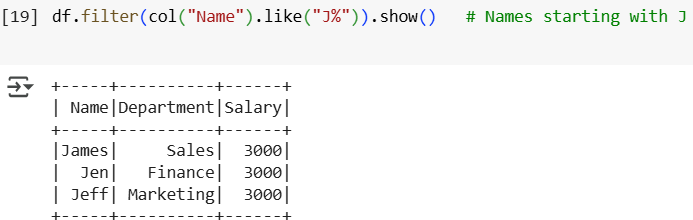 [19] df.filter(col("Name").like("J%")).show()   # Names starting with J
+-----+----------+------+
| Name|Department|Salary|
+-----+----------+------+
|James|     Sales|  3000|
|  Jen|   Finance|  3000|
| Jeff| Marketing|  3000|
+-----+----------+------+